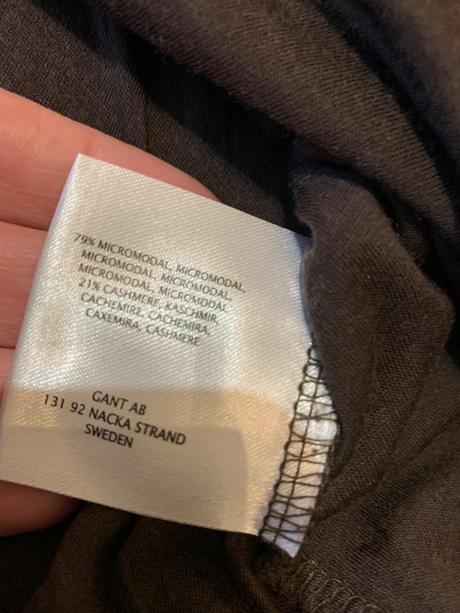 79% MICROMODAL, MICROMODAL,
MICROMODAL, MICROMODAL,
MICROMODAL, MICROMODAL
21% CASHMERE, KASCHMIR,
CACHEMIRE, CACHEMIRA,
CAXEMIRA, CASHMERE
GANT AB
131 92 NACKA STRAND
SWEDEN